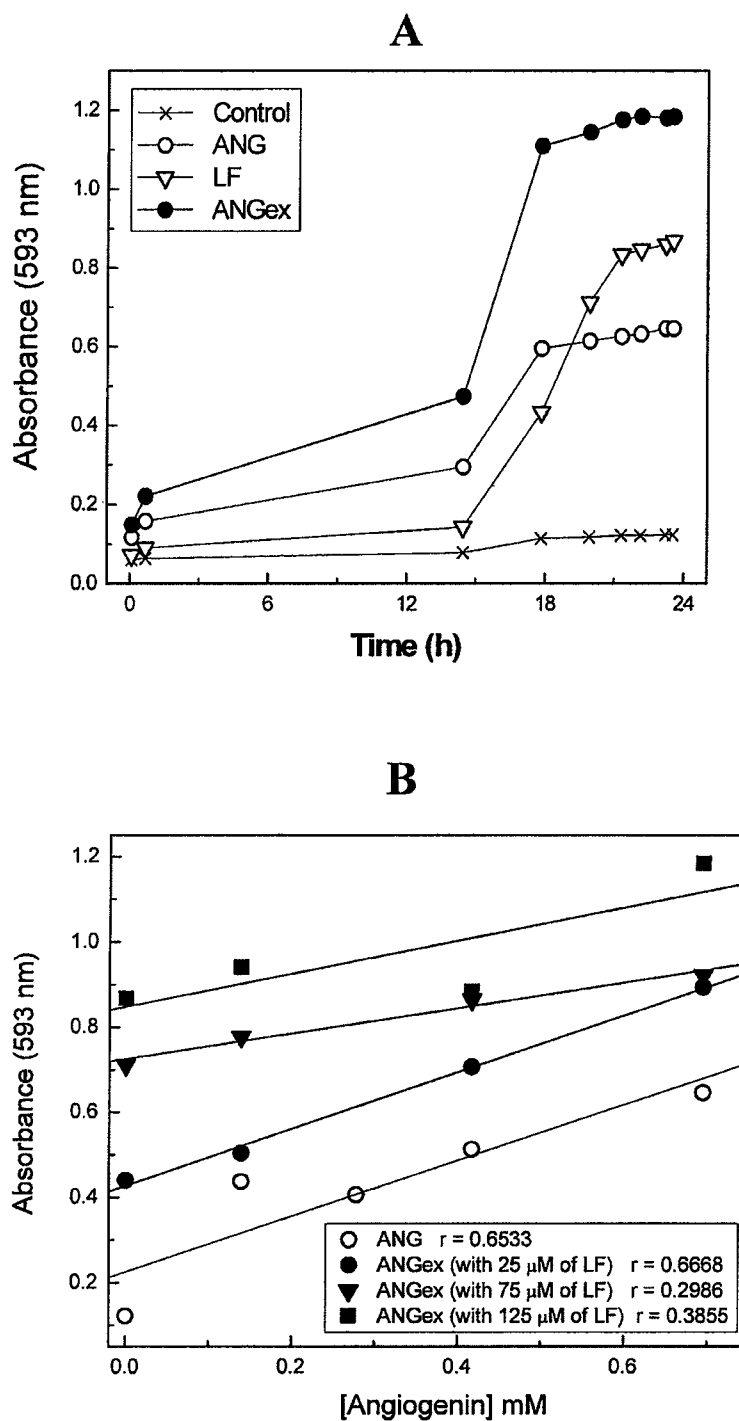 A
Control
ANG
LF
ANGex
Absorbance (593 nm)
1.2
1.0
0.8
0.6
0.4
0.2
0.0
0 6 12 18 24
Time (h)
B
Absorbance (593 nm)
1.2
1.0
0.8
0.6
0.4
0.2
ANG r = 0.6533
ANGex (with 25 μM of LF) r = 0.6668
ANGex (with 75 μM of LF) r = 0.2986
ANGex (with 125 μM of LF) r = 0.3855
0.0 0.2 0.4 0.6
[Angiogenin] mM